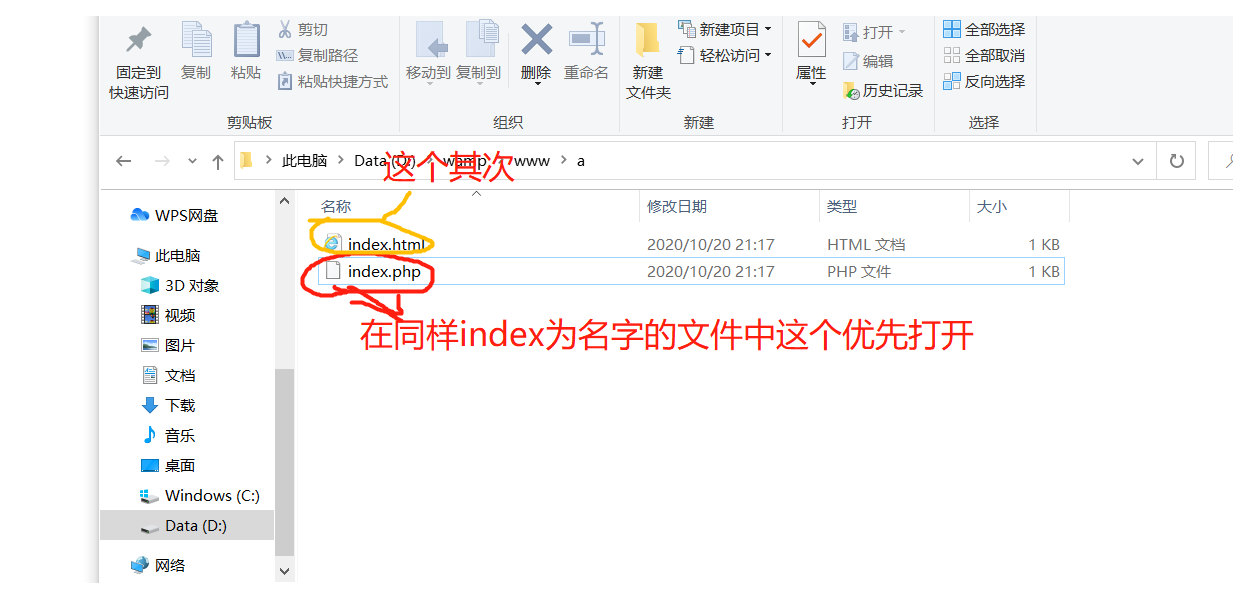 固定到
快速访问
复制
粘贴
剪切
复制路径
粘贴快捷方式
剪贴板
移动到
复制到
删除
重命名
组织
新建
文件夹
新建项目
轻松访问
新建
属性
打开
编辑
历史记录
打开
全部选择
全部取消
反向选择
选择
此电脑 Data (D:) wamp www a
这个其次
名称 修改日期 类型 大小
index.html 2020/10/20 21:17 HTML 文档 1 KB
index.php 2020/10/20 21:17 PHP 文件 1 KB
在同样index为名字的文件中这个优先打开
WPS网盘
此电脑
3D 对象
视频
图片
文档
下载
音乐
桌面
Windows (C:)
Data (D:)
网络